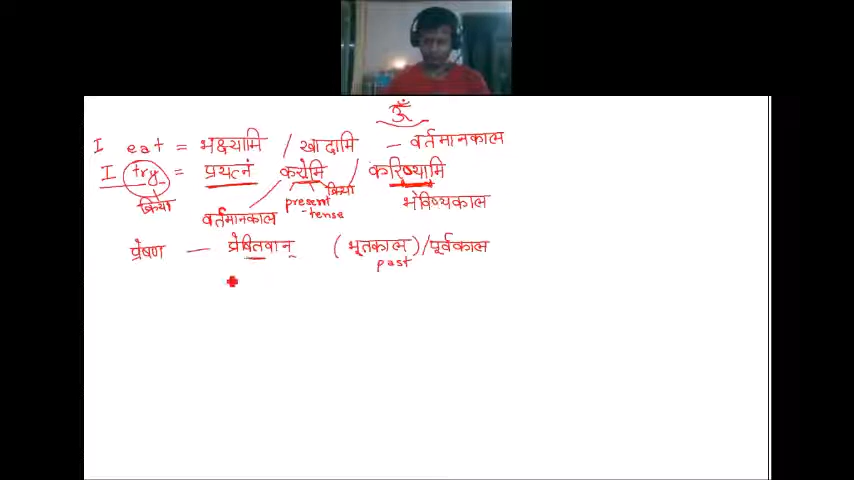 ॐ
I eat = भक्ष्यामि / खादामि - वर्तमानकाल
I try = प्रयत्नं करोमि करिष्यामि
क्रिया वर्तमानकाल present -tense क्रिया भविष्यकाल
प्रेषण — प्रेषितवान् (भूतकाल)/पूर्वकाल
past